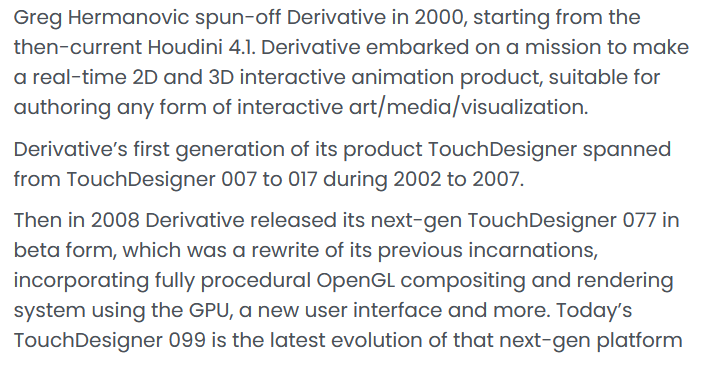 Greg Hermanovic spun-off Derivative in 2000, starting from the
then-current Houdini 4.1. Derivative embarked on a mission to make
a real-time 2D and 3D interactive animation product, suitable for
authoring any form of interactive art/media/visualization.
Derivative’s first generation of its product TouchDesigner spanned
from TouchDesigner 007 to 017 during 2002 to 2007.
Then in 2008 Derivative released its next-gen TouchDesigner 077 in
beta form, which was a rewrite of its previous incarnations,
incorporating fully procedural OpenGL compositing and rendering
system using the GPU, a new user interface and more. Today’s
TouchDesigner 099 is the latest evolution of that next-gen platform